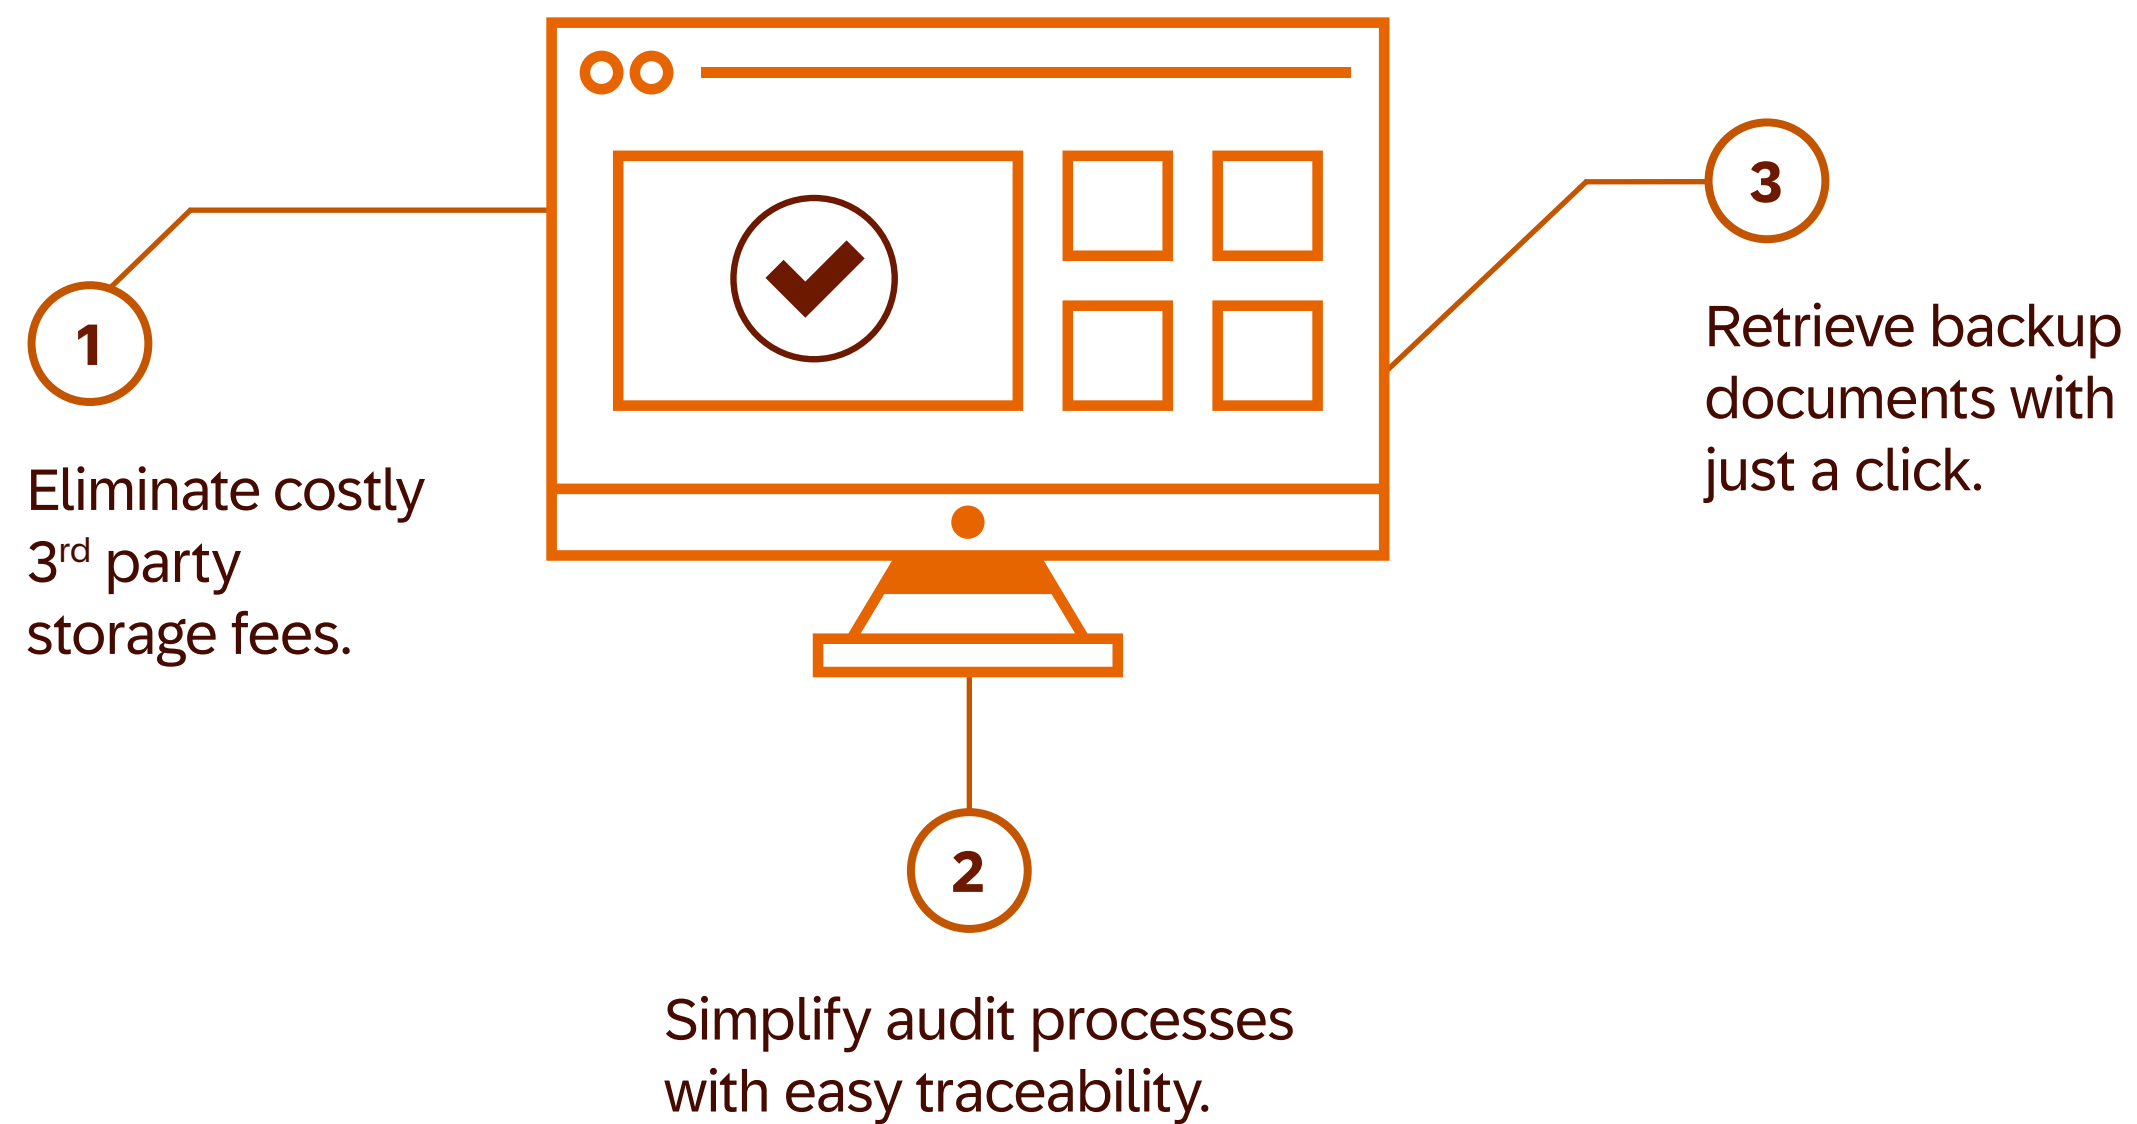 1
Eliminate costly
3rd party
storage fees.
2
Simplify audit processes
with easy traceability.
3
Retrieve backup
documents with
just a click.